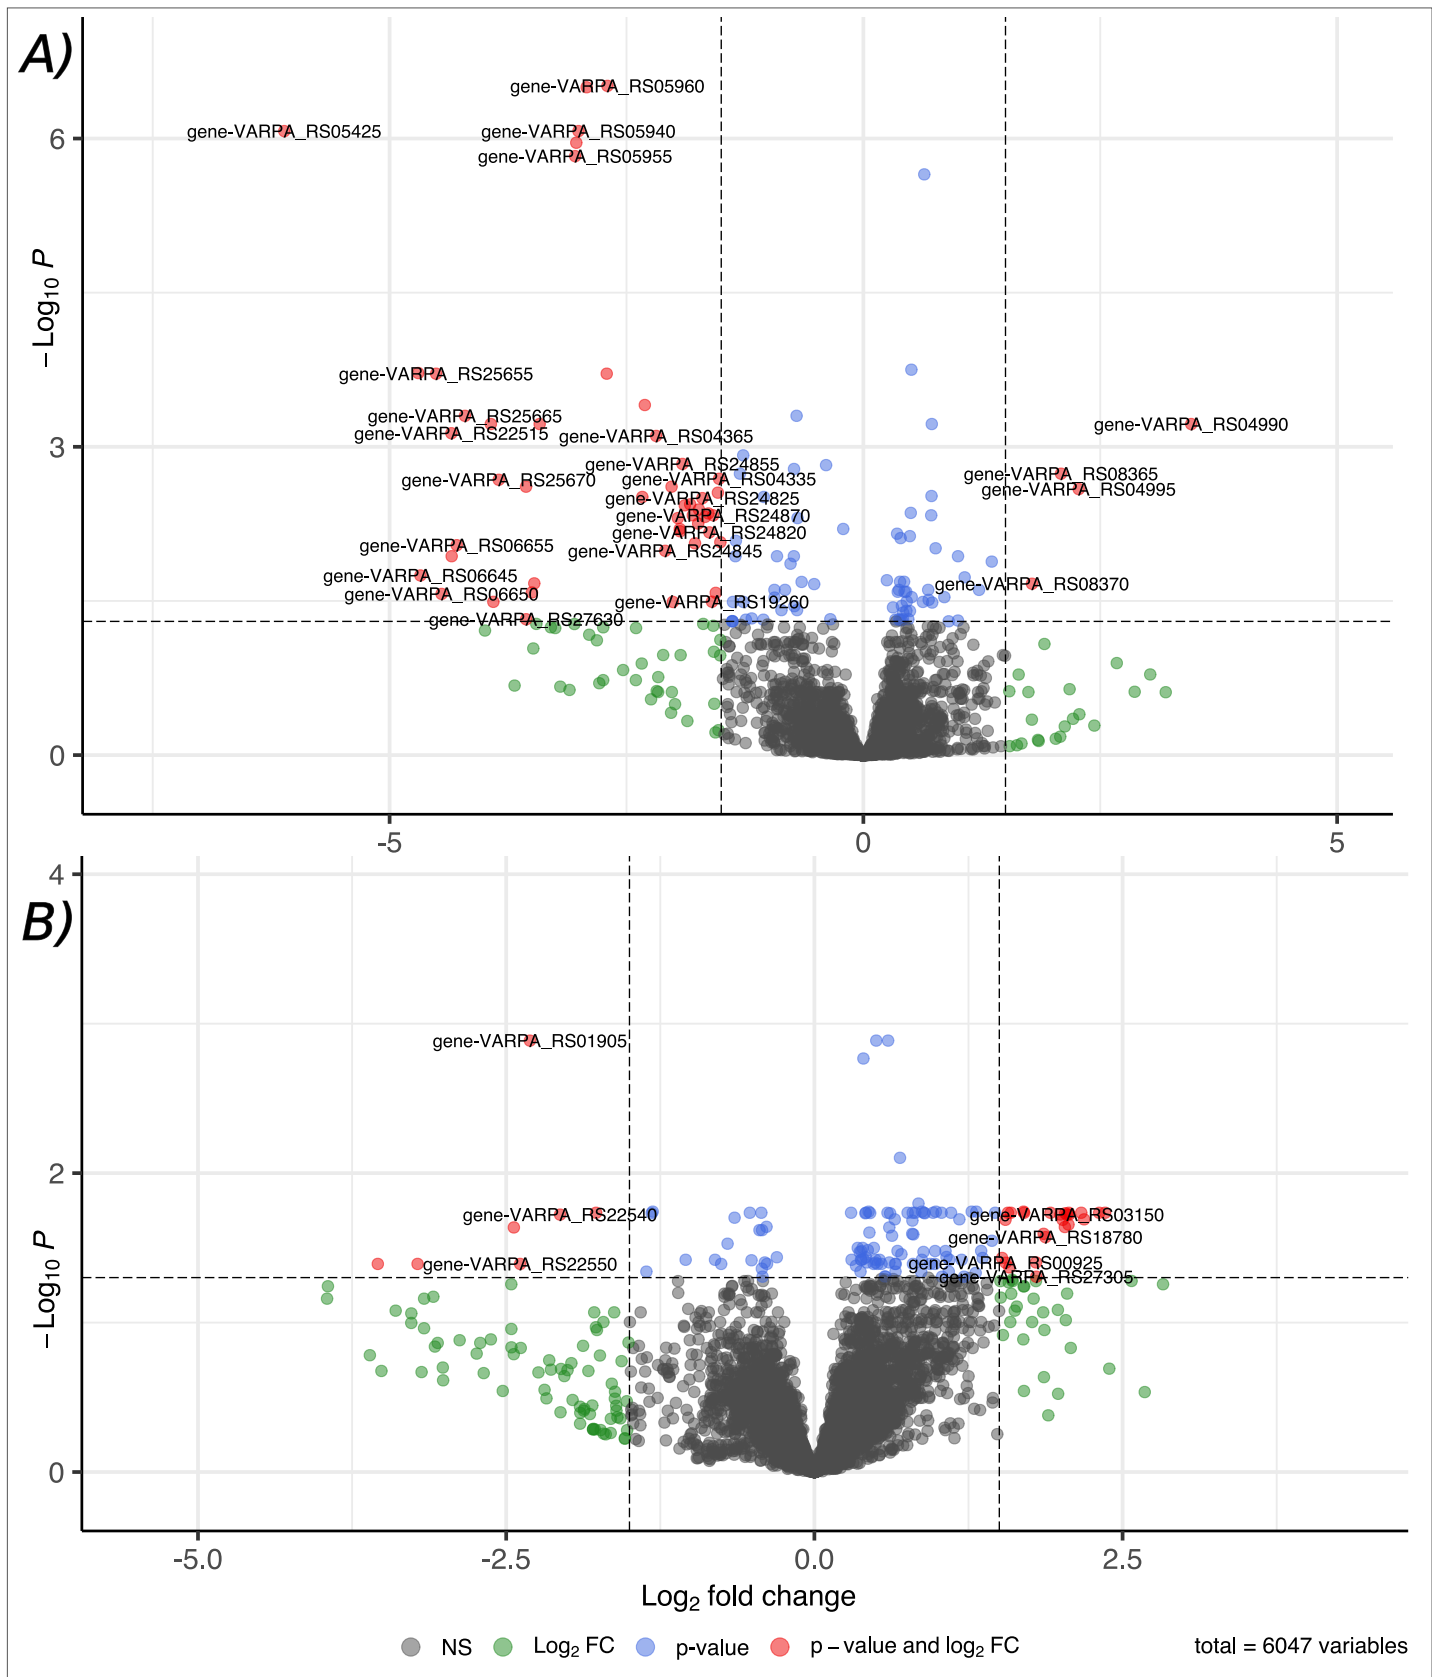 A)
gene-VARPA_RS05960
gene-VARPA_RS05425
gene-VARPA_RS05940
6
gene-VARPA_RS05955
−Log10 P
gene-VARPA_RS25655
gene-VARPA_RS25665
gene-VARPA_RS04990
gene-VARPA_RS22515
gene-VARPA_RS04365
3
gene-VARPA_RS24855
gene-VARPA_RS08365
gene-VARPA_RS25670
gene-VARPA_RS04335
gene-VARPA_RS04995
gene-VARPA_RS24825
gene-VARPA_RS24870
gene-VARPA_RS24820
gene-VARPA_RS06655
gene-VARPA_RS24845
gene-VARPA_RS06645
gene-VARPA_RS08370
gene-VARPA_RS06650
gene-VARPA_RS19260
gene-VARPA_RS27630
0
-5 0 5
4
B)
gene-VARPA_RS01905
2
gene-VARPA_RS22540
gene-VARPA_RS03150
gene-VARPA_RS18780
−Log10 P
gene-VARPA_RS22550
gene-VARPA_RS00925
gene-VARPA_RS27305
0
-5.0 -2.5 0.0 2.5
Log2 fold change
NS Log2 FC p-value p − value and log2 FC total = 6047 variables